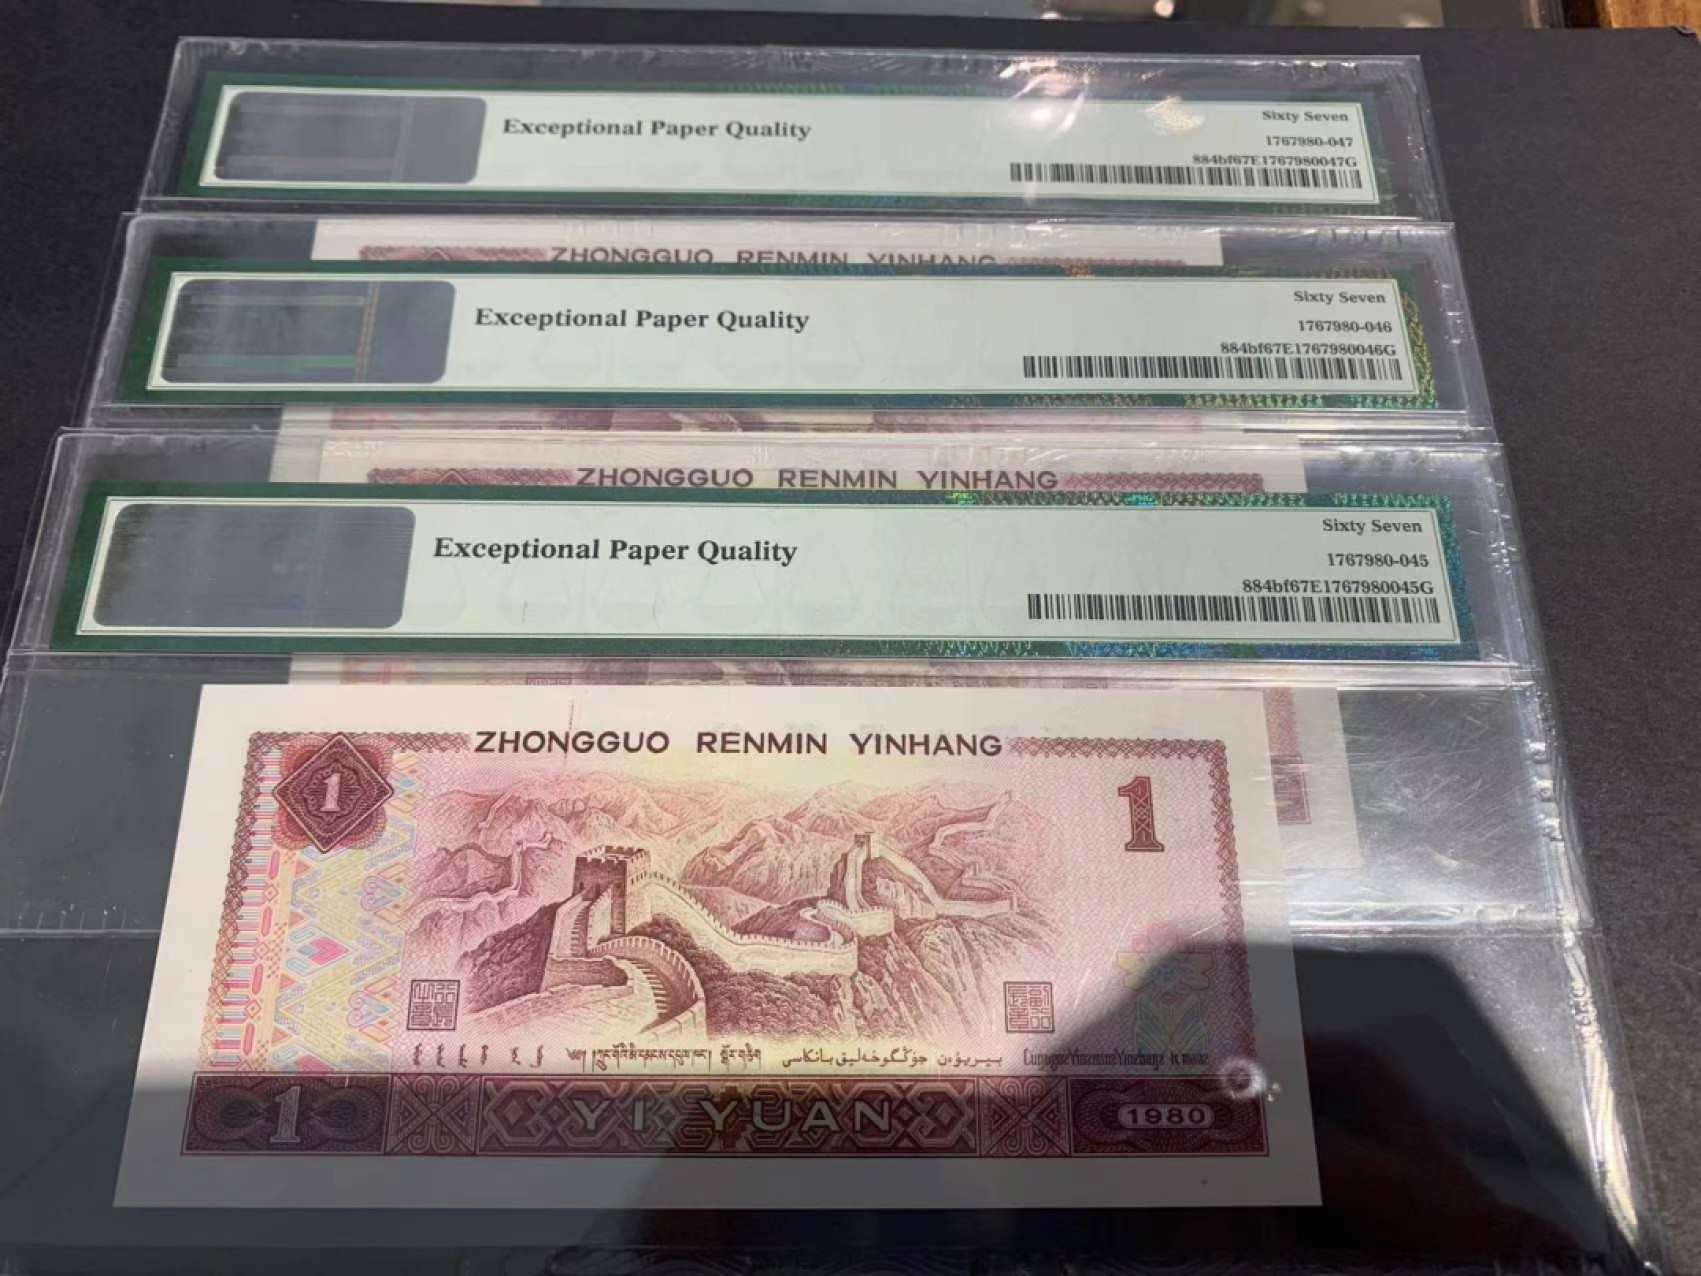 Exceptional Paper Quality
Sixty Seven
1767980-047
884bf67E1767980047G
ZHONGGUO RENMIN YINHANG
Exceptional Paper Quality
Sixty Seven
1767980-046
884bf67E1767980046G
ZHONGGUO RENMIN YINHANG
Exceptional Paper Quality
Sixty Seven
1767980-045
884bf67E1767980045G
ZHONGGUO RENMIN YINHANG
1
1
1
YI YUAN
1980